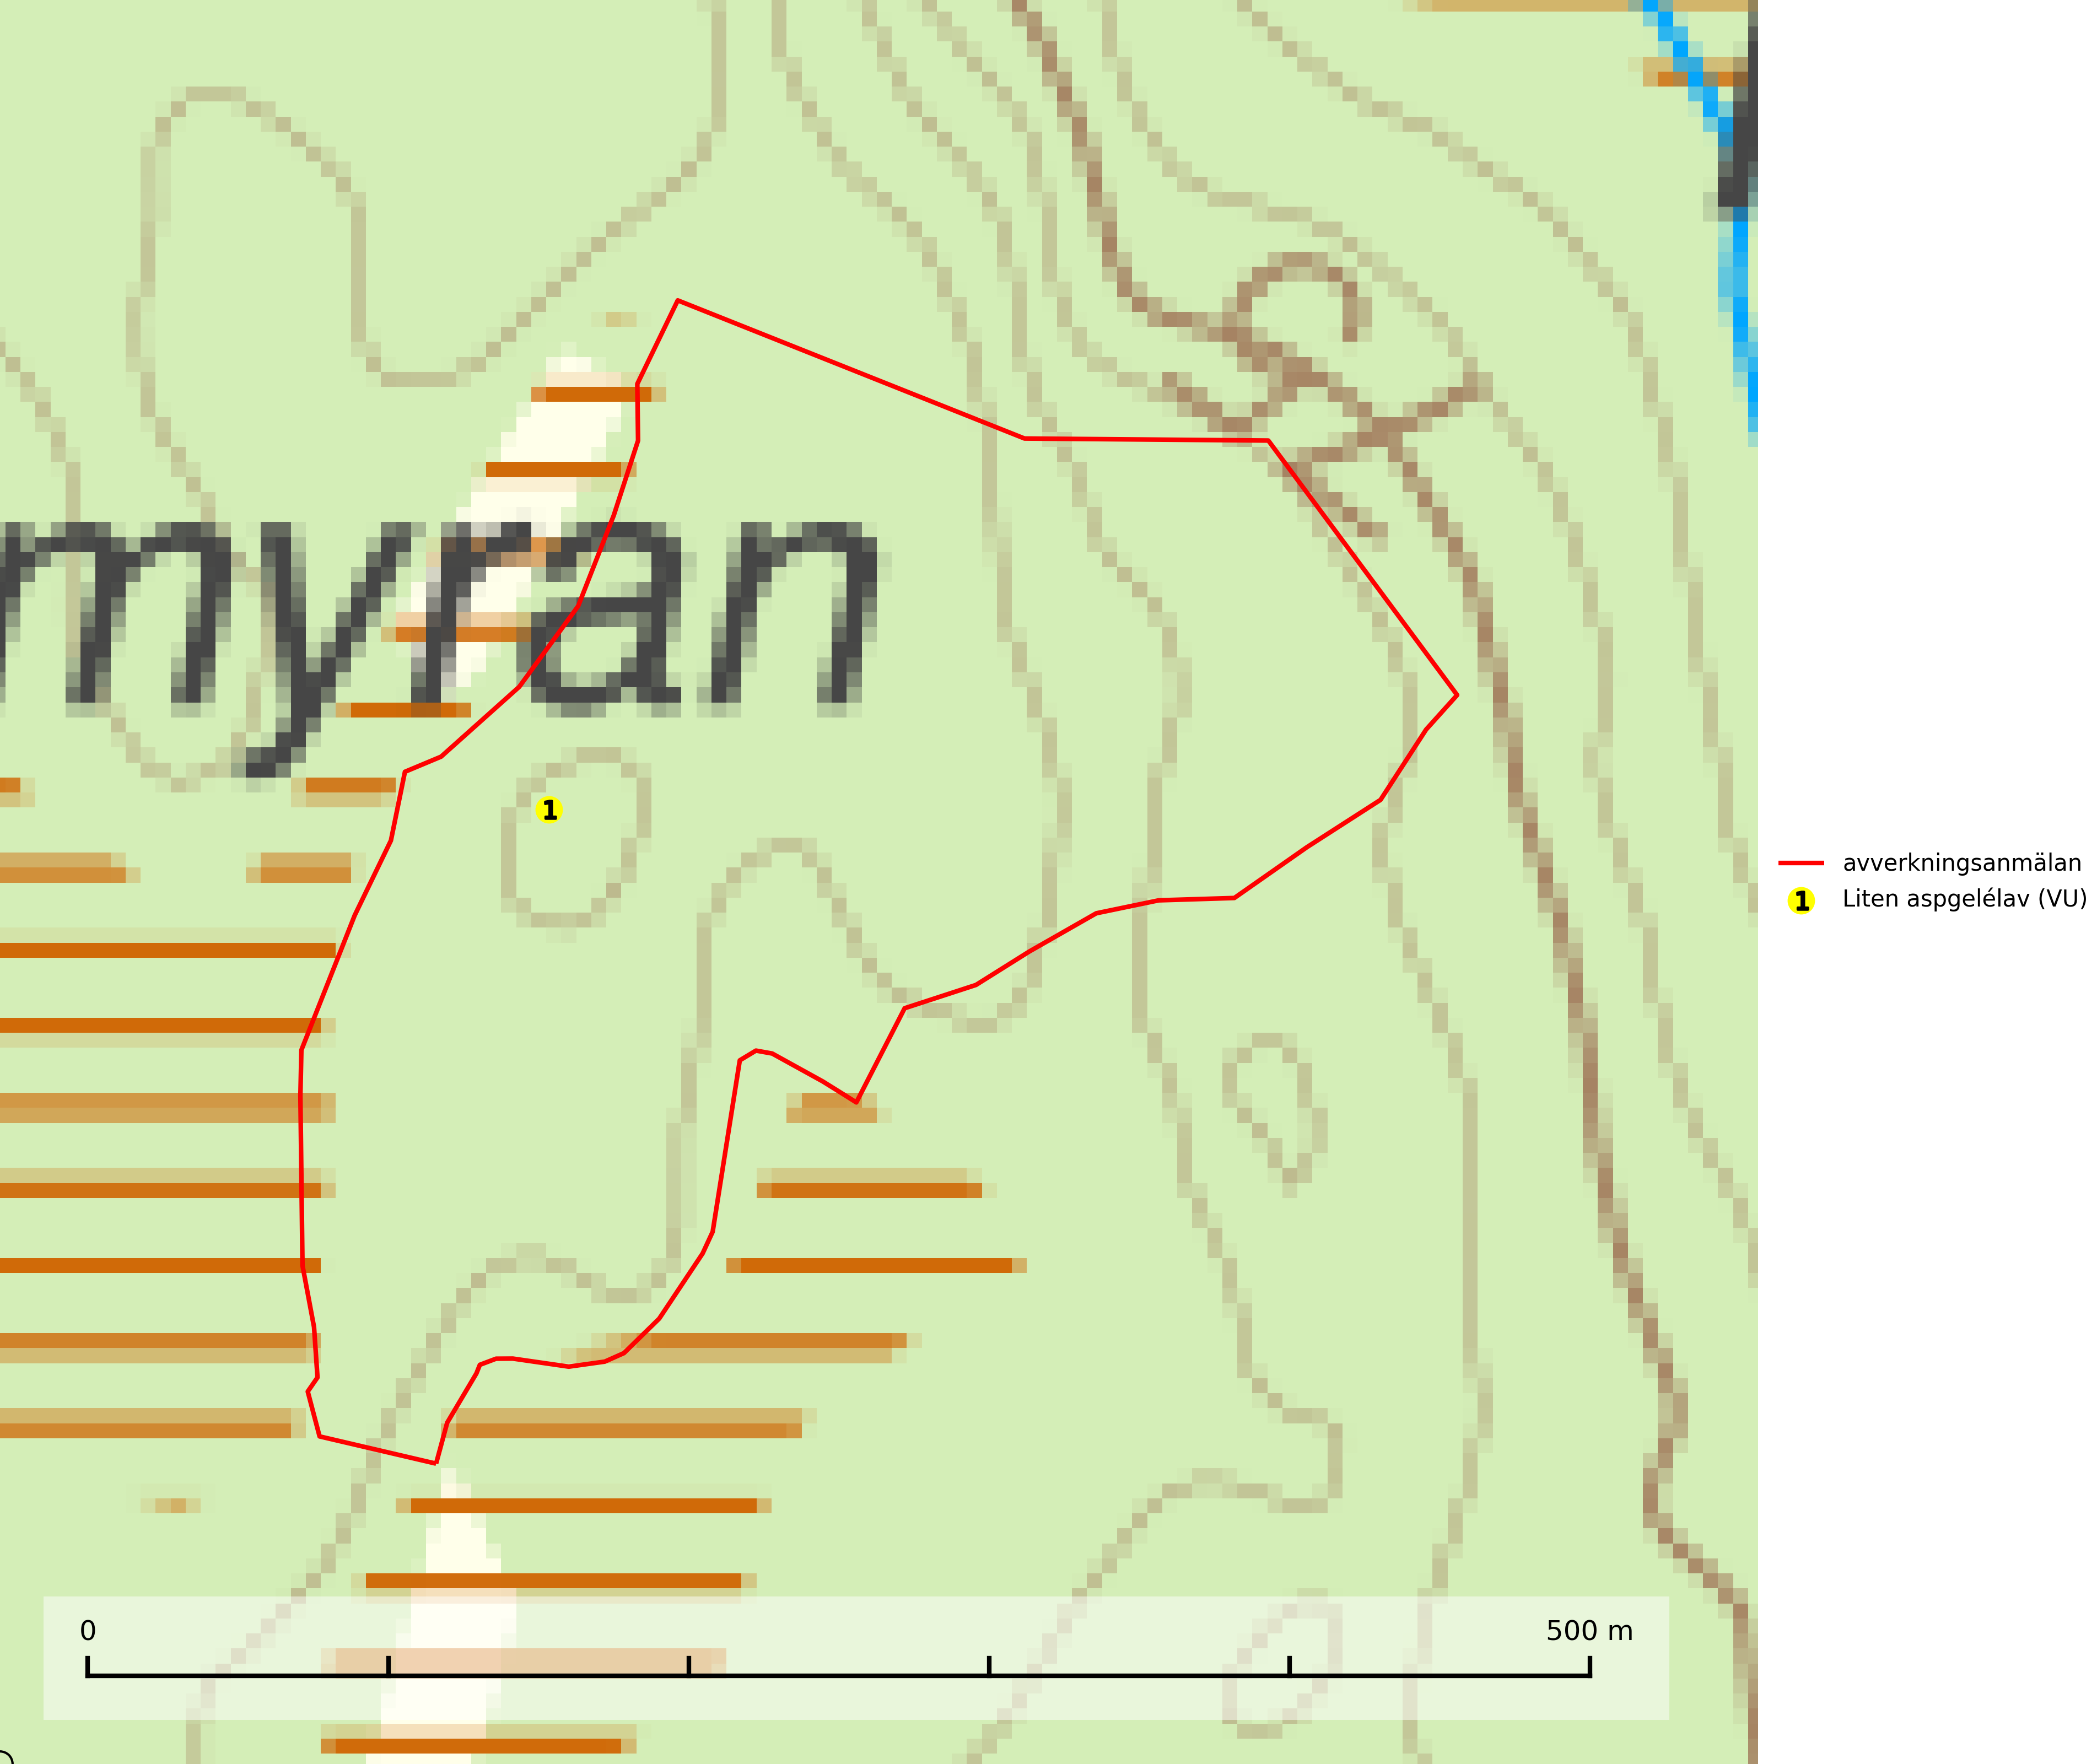 myran
1
avverkningsanmälan
1 Liten aspgelélav (VU)
0 500 m